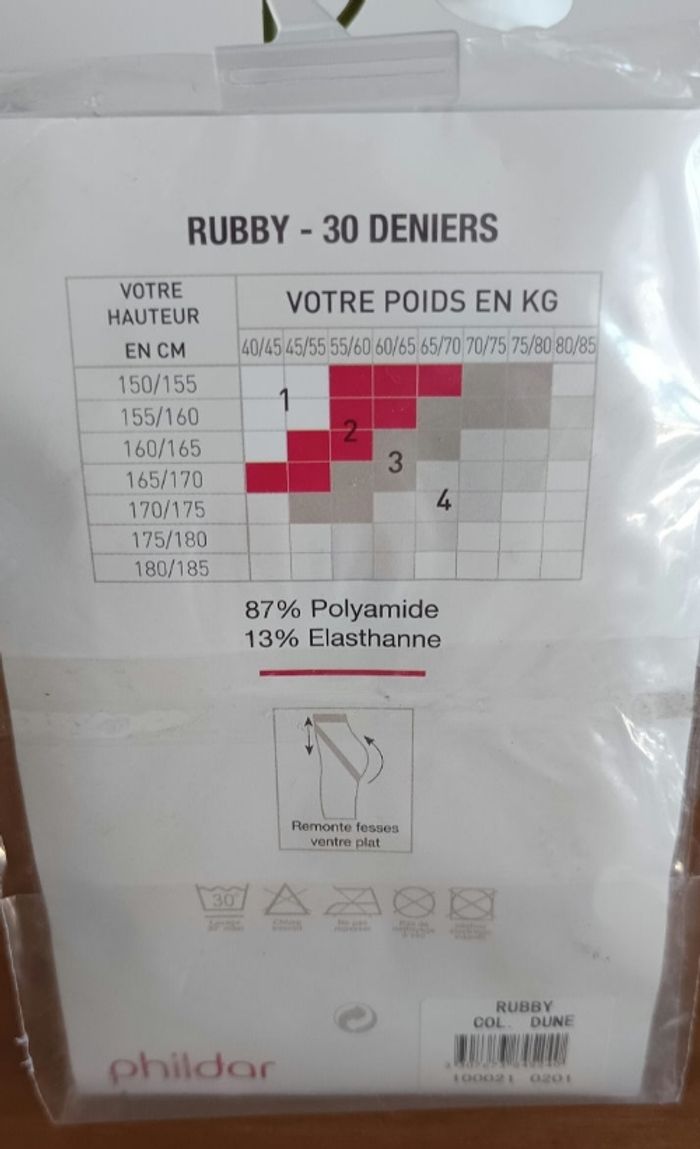 RUBBY - 30 DENIERS
VOTRE HAUTEUR EN CM
VOTRE POIDS EN KG
40/45 45/55 55/60 60/65 65/70 70/75 75/80 80/85
150/155
155/160
160/165
165/170
170/175
175/180
180/185
1
2
3
4
87% Polyamide
13% Elasthanne
Remonte fesses
ventre plat
30°
phildar
RUBBY
COL. DUNE
100021 0201